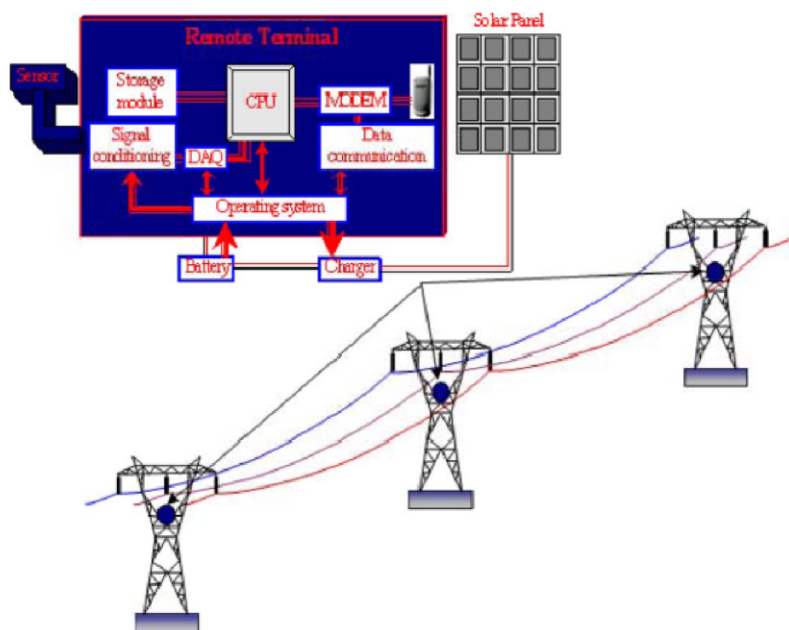 Solar Panel
Remote Terminal
Sensor
Storage
module
CPU
MODEM
Signal
conditioning
DAQ
Data
communication
Operating system
Battery
Charger